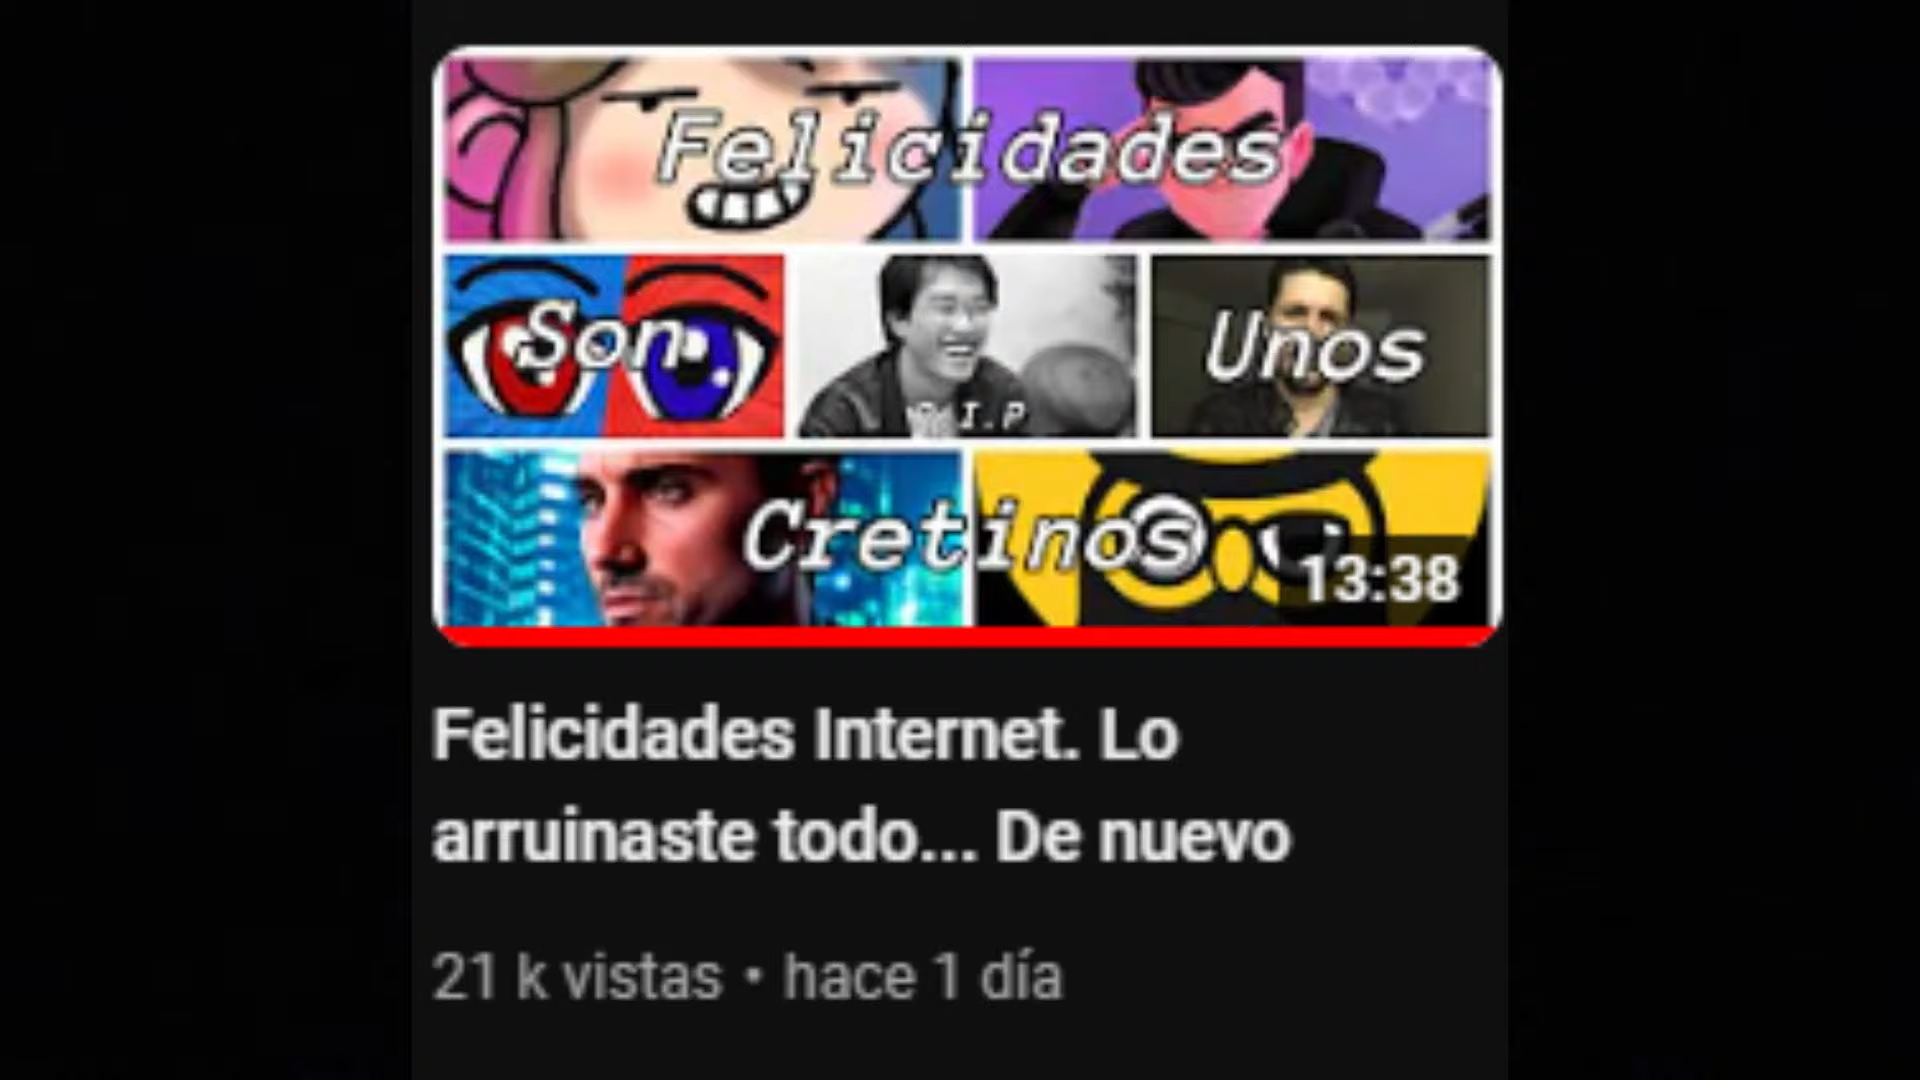 Felicidades
Son
Unos
I.P
Cretinos
13:38
Felicidades Internet. Lo
arruinaste todo... De nuevo
21 k vistas • hace 1 día